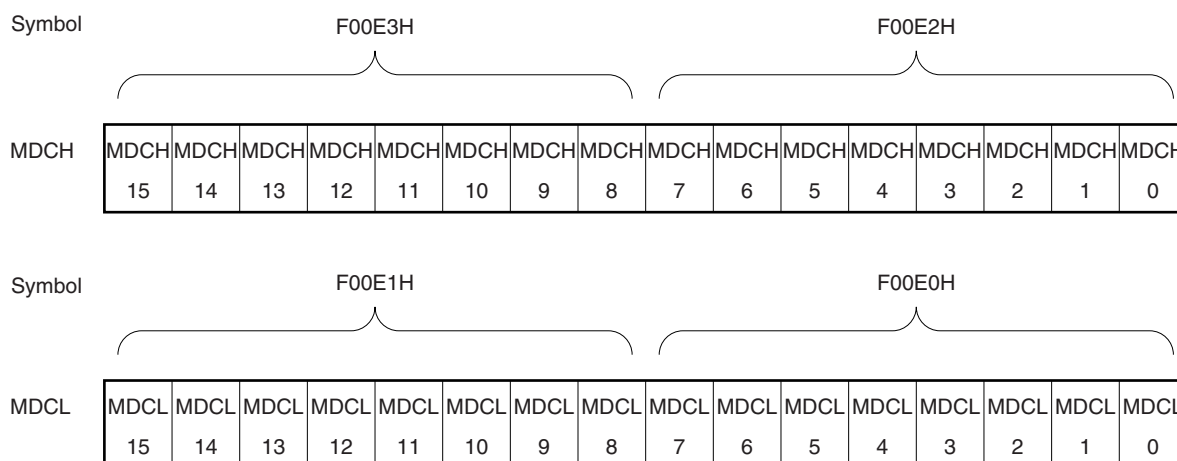 Symbol F00E3H F00E2H
MDCH MDCH MDCH MDCH MDCH MDCH MDCH MDCH MDCH MDCH MDCH MDCH MDCH MDCH MDCH MDCH MDCH
15 14 13 12 11 10 9 8 7 6 5 4 3 2 1 0
Symbol F00E1H F00E0H
MDCL MDCL MDCL MDCL MDCL MDCL MDCL MDCL MDCL MDCL MDCL MDCL MDCL MDCL MDCL MDCL MDCL
15 14 13 12 11 10 9 8 7 6 5 4 3 2 1 0